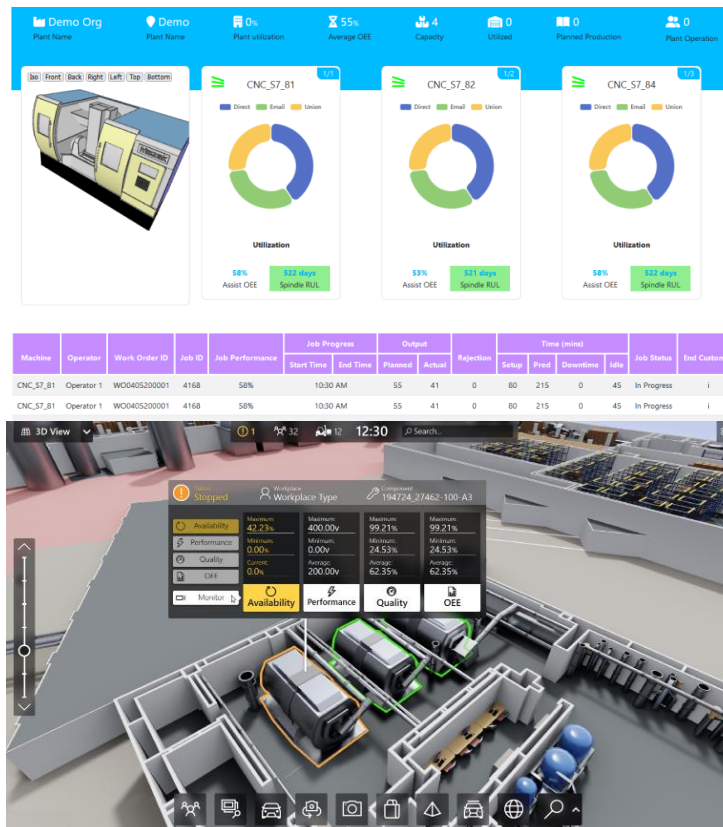 Demo Org Demo 0% 55% 4 0 0 0
Plant Name Plant Name Plant utilization Average OEE Capacity Utilized Planned Production Plant Operation
Iso Front Back Right Left Top Bottom
1/1
CNC_S7_81
Direct Email Union
Utilization
58% 522 days
Assist OEE Spindle RUL
1/2
CNC_S7_82
Direct Email Union
Utilization
53% 521 days
Assist OEE Spindle RUL
1/3
CNC_S7_84
Direct Email Union
Utilization
58% 522 days
Assist OEE Spindle RUL
Machine Operator Work Order ID Job ID Job Performance Job Progress Output Rejection Time (mins) Job Status End Custom
Start Time End Time Planned Actual Setup Pred Downtime Idle
CNC_S7_81 Operator 1 WO0405200001 4168 58% 10:30 AM 55 41 0 80 215 0 45 In Progress i
CNC_S7_81 Operator 1 WO0405200001 4168 58% 10:30 AM 55 41 0 80 215 0 45 In Progress i
3D View 1 32 12 12:30 Search...
Status
Stopped
Workplace
Workplace Type
Component
194724_27462-100-A3
Availability
Performance
Quality
OEE
Monitor
Maximum:
42.23%
Minimum:
0.00%
Current:
0.0%
Availability
Maximum:
400.00v
Minimum:
0.00v
Average:
200.00v
Performance
Maximum:
99.21%
Minimum:
24.53%
Average:
62.35%
Quality
Maximum:
99.21%
Minimum:
24.53%
Average:
62.35%
OEE